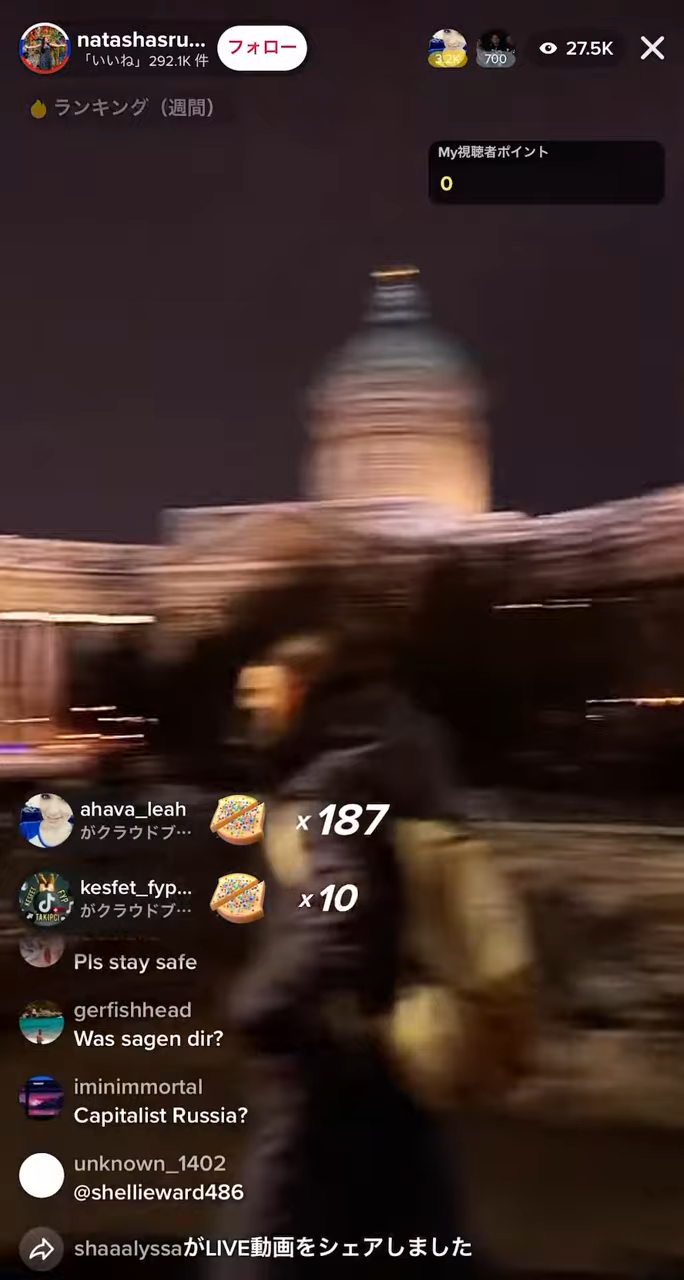 natashasru...
フォロー
「いいね」292.1K 件
3.2K
700
27.5K
ランキング（週間）
My視聴者ポイント
0
ahava_leah
がクラウドブ…
x187
kesfet_fyp...
がクラウドブ…
x10
Pls stay safe
gerfishhead
Was sagen dir?
iminimmortal
Capitalist Russia?
unknown_1402
@shellieward486
shaaalyssaがLIVE動画をシェアしました